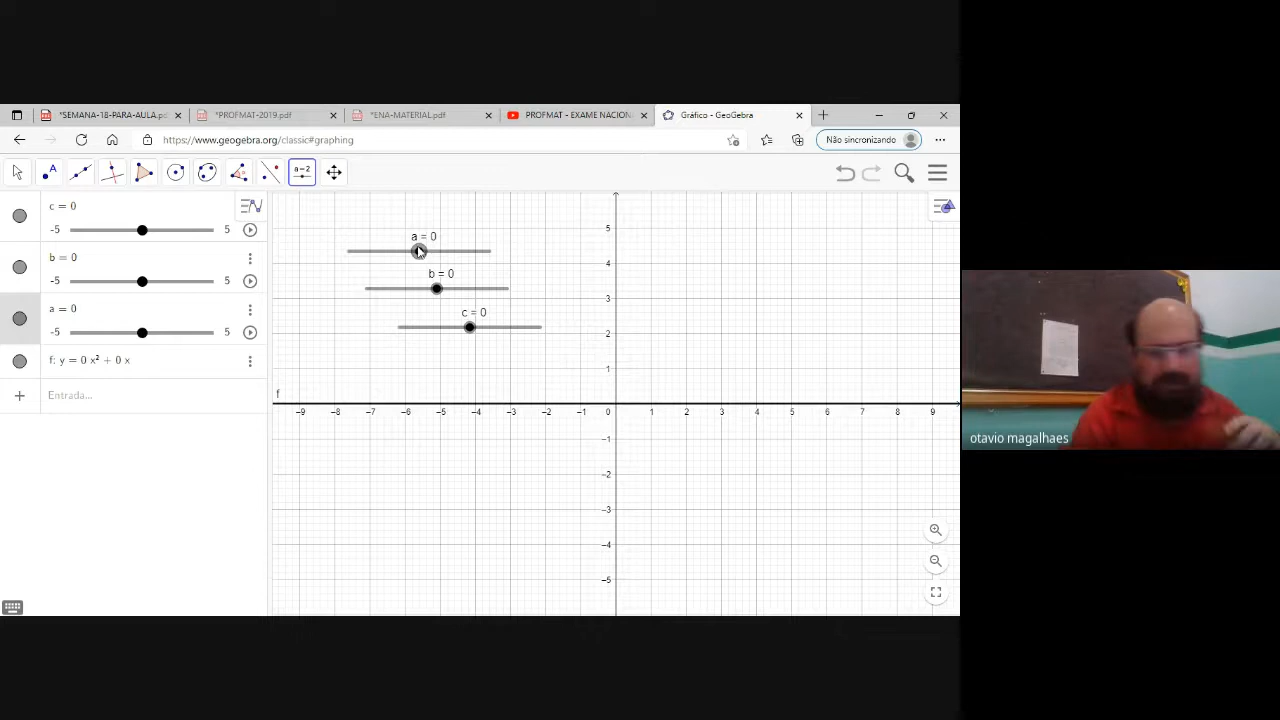 *SEMANA-18-PARA-AULA.pd
*PROFMAT-2019.pdf
*ENA-MATERIAL.pdf
PROFMAT - EXAME NACION
Gráfico - GeoGebra
https://www.geogebra.org/classic#graphing
Não sincronizando
A
a=2
c = 0
-5
5
b = 0
-5
5
a = 0
-5
5
f: y = 0 x² + 0 x
Entrada...
a = 0
b = 0
c = 0
f
5
4
3
2
1
-9 -8 -7 -6 -5 -4 -3 -2 -1 0 1 2 3 4 5 6 7 8 9
-1
-2
-3
-4
-5
otavio magalhaes